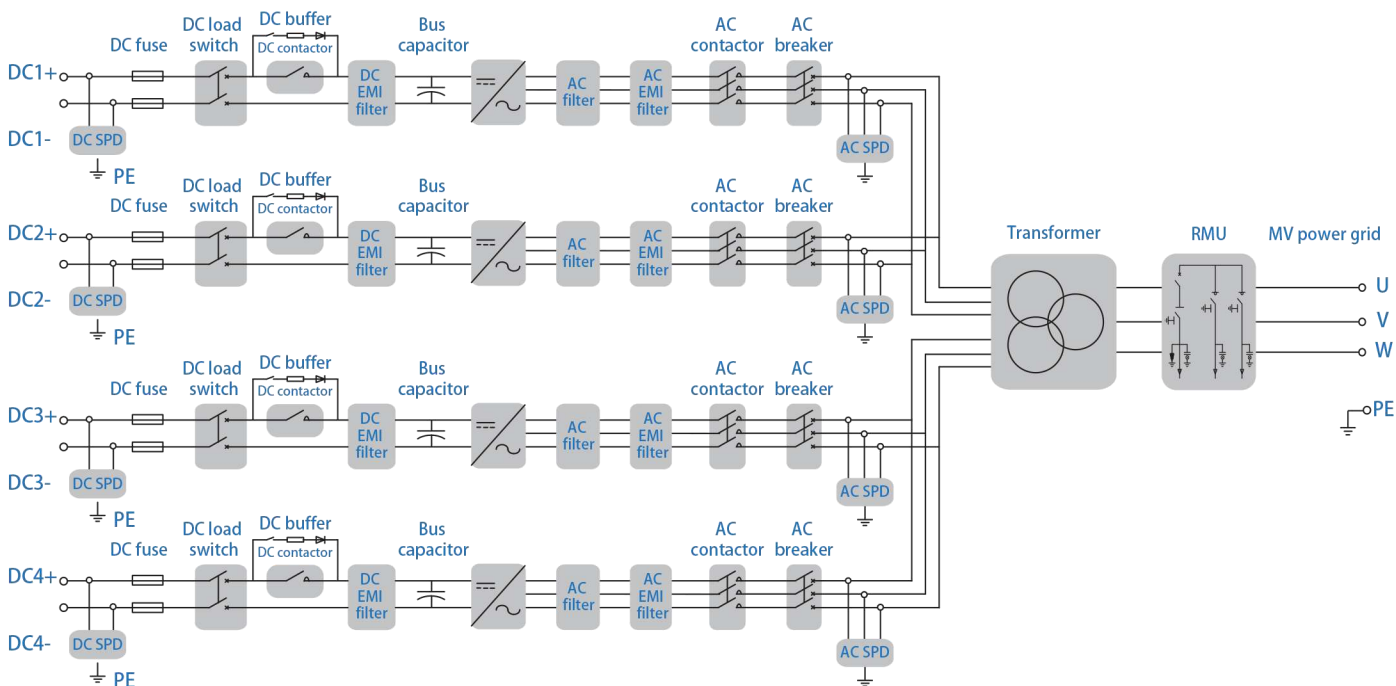 DC buffer
DC load
switch
Bus
capacitor
AC
contactor
AC
breaker
DC fuse
DC contactor
DC1+
DC
EMI
filter
AC
filter
AC
EMI
filter
DC1-
DC SPD
AC SPD
PE
DC buffer
DC load
switch
Bus
capacitor
AC
contactor
AC
breaker
DC fuse
DC contactor
DC2+
DC
EMI
filter
AC
filter
AC
EMI
filter
DC2-
DC SPD
AC SPD
PE
Transformer
RMU
MV power grid
U
V
W
PE
DC buffer
DC load
switch
Bus
capacitor
AC
contactor
AC
breaker
DC fuse
DC contactor
DC3+
DC
EMI
filter
AC
filter
AC
EMI
filter
DC3-
DC SPD
AC SPD
PE
DC buffer
DC load
switch
Bus
capacitor
AC
contactor
AC
breaker
DC fuse
DC contactor
DC4+
DC
EMI
filter
AC
filter
AC
EMI
filter
DC4-
DC SPD
AC SPD
PE